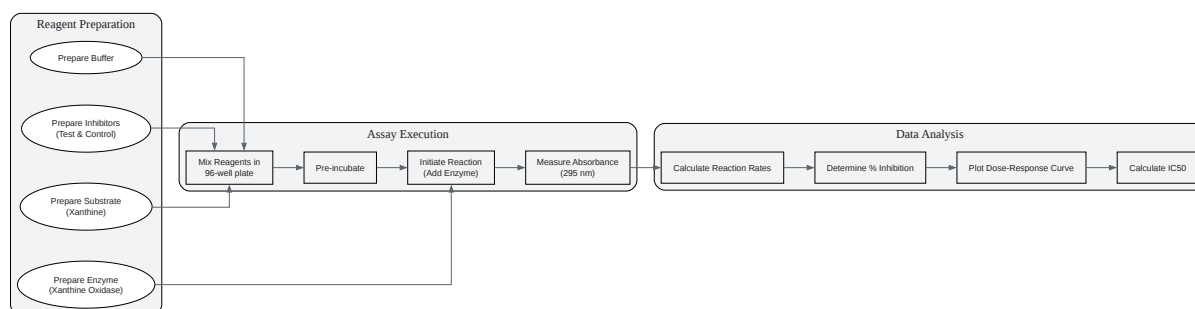 Reagent Preparation
Prepare Buffer
Prepare Inhibitors
(Test & Control)
Prepare Substrate
(Xanthine)
Prepare Enzyme
(Xanthine Oxidase)
Assay Execution
Mix Reagents in
96-well plate
Pre-incubate
Initiate Reaction
(Add Enzyme)
Measure Absorbance
(295 nm)
Data Analysis
Calculate Reaction Rates
Determine % Inhibition
Plot Dose-Response Curve
Calculate IC50